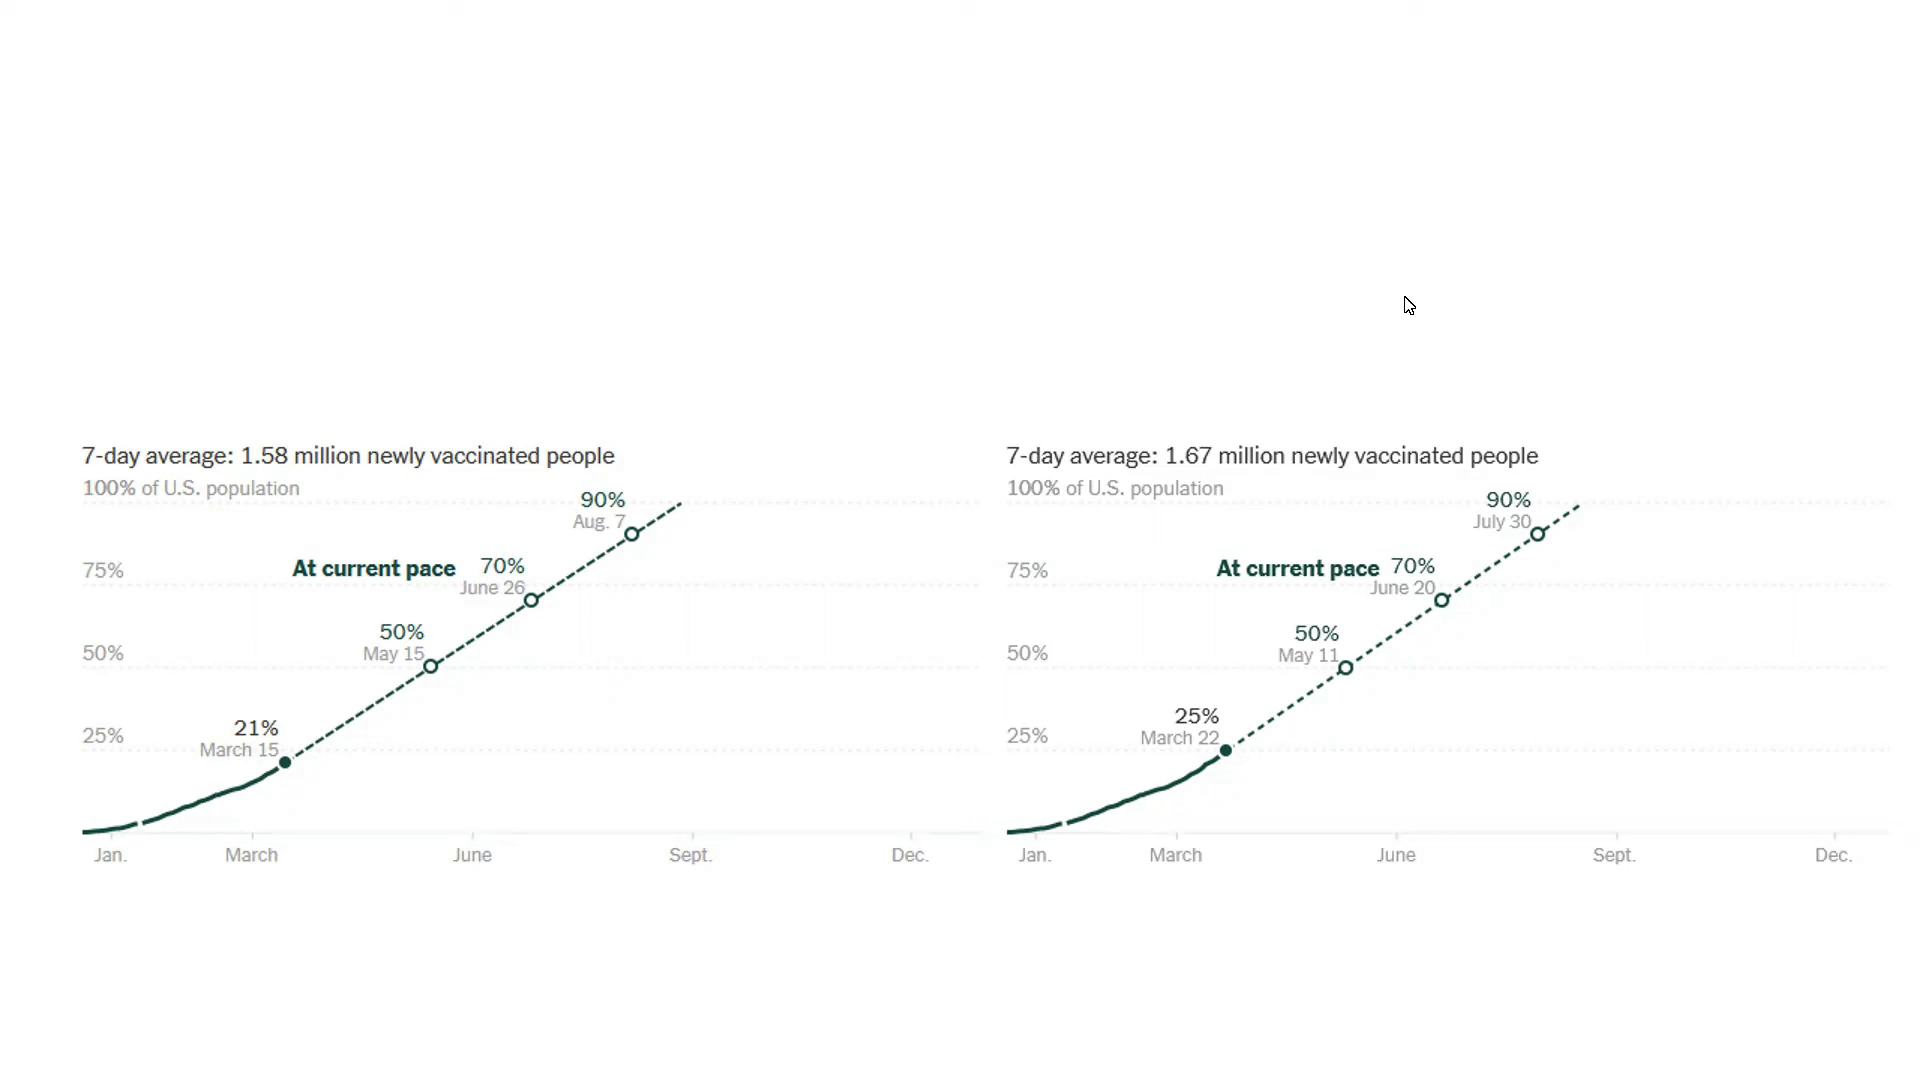 7-day average: 1.58 million newly vaccinated people
100% of U.S. population
90%
Aug. 7
At current pace
70%
June 26
75%
50%
May 15
50%
21%
March 15
25%
Jan. March June Sept. Dec.
7-day average: 1.67 million newly vaccinated people
100% of U.S. population
90%
July 30
At current pace
70%
June 20
75%
50%
May 11
50%
25%
March 22
25%
Jan. March June Sept. Dec.